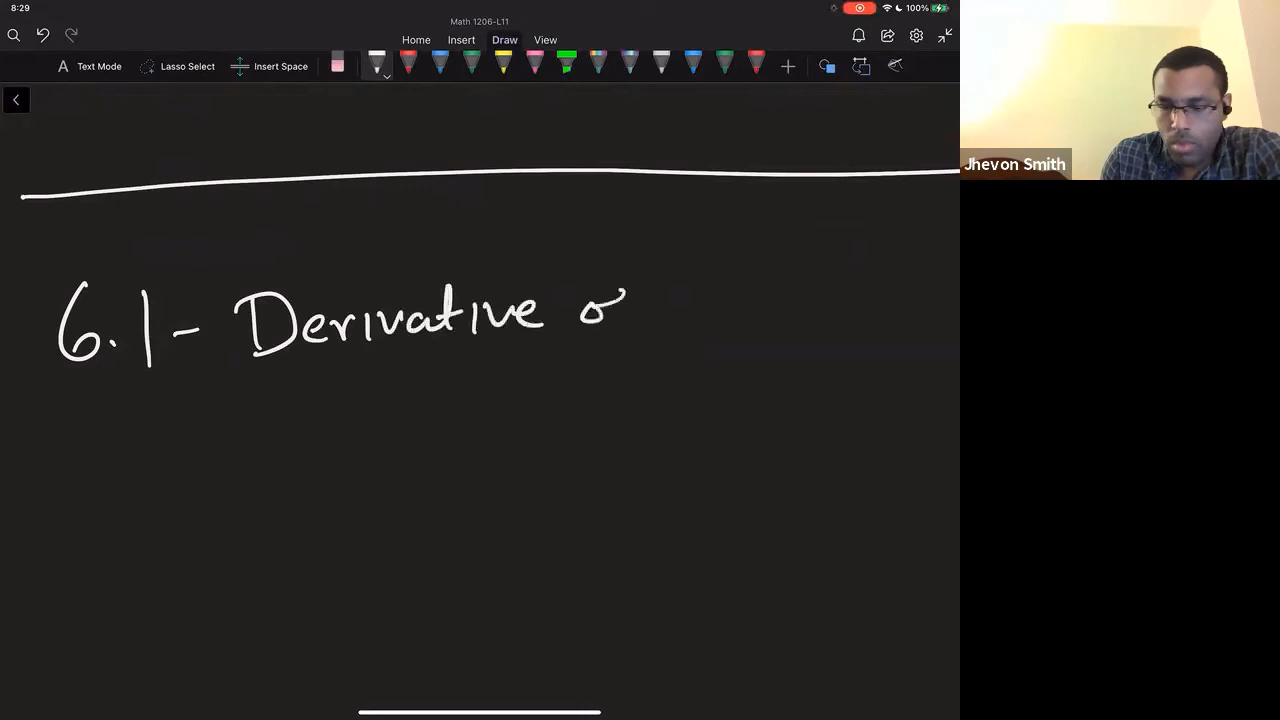 8:29
100%
Math 1206-L11
Home Insert Draw View
Text Mode Lasso Select Insert Space
Jhevon Smith
6.1 - Derivative o